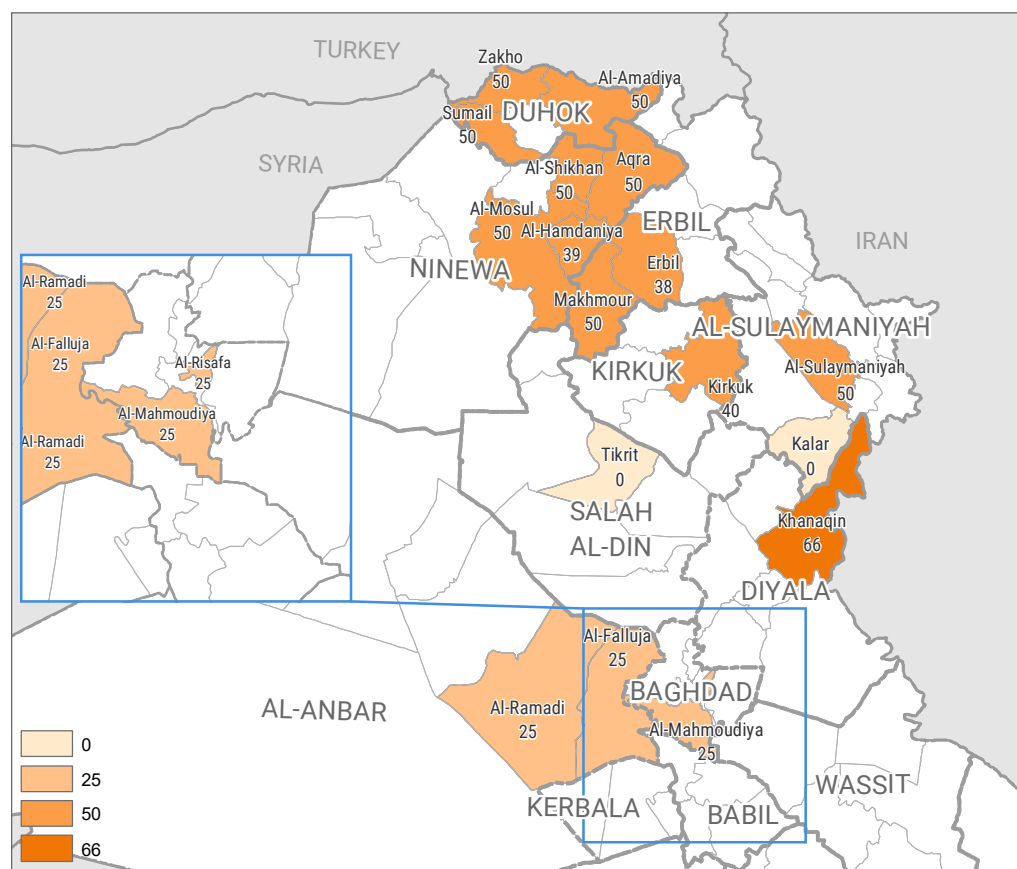 TURKEY
Zakho
50
Al-Amadiya
50
Sumail
50
DUHOK
SYRIA
Al-Shikhan
50
Aqra
50
Al-Mosul
50
Al-Hamdaniya
39
ERBIL
IRAN
NINEWA
Erbil
38
Makhmour
50
AL-SULAYMANIYAH
KIRKUK
Kirkuk
40
Al-Sulaymaniyah
50
Al-Ramadi
25
Al-Falluja
25
Al-Risafa
25
Al-Mahmoudiya
25
Al-Ramadi
25
Tikrit
0
Kalar
0
SALAH
AL-DIN
Khanaqin
66
DIYALA
Al-Falluja
25
BAGHDAD
AL-ANBAR
Al-Ramadi
25
Al-Mahmoudiya
25
WASSIT
KERBALA
BABIL
0
25
50
66